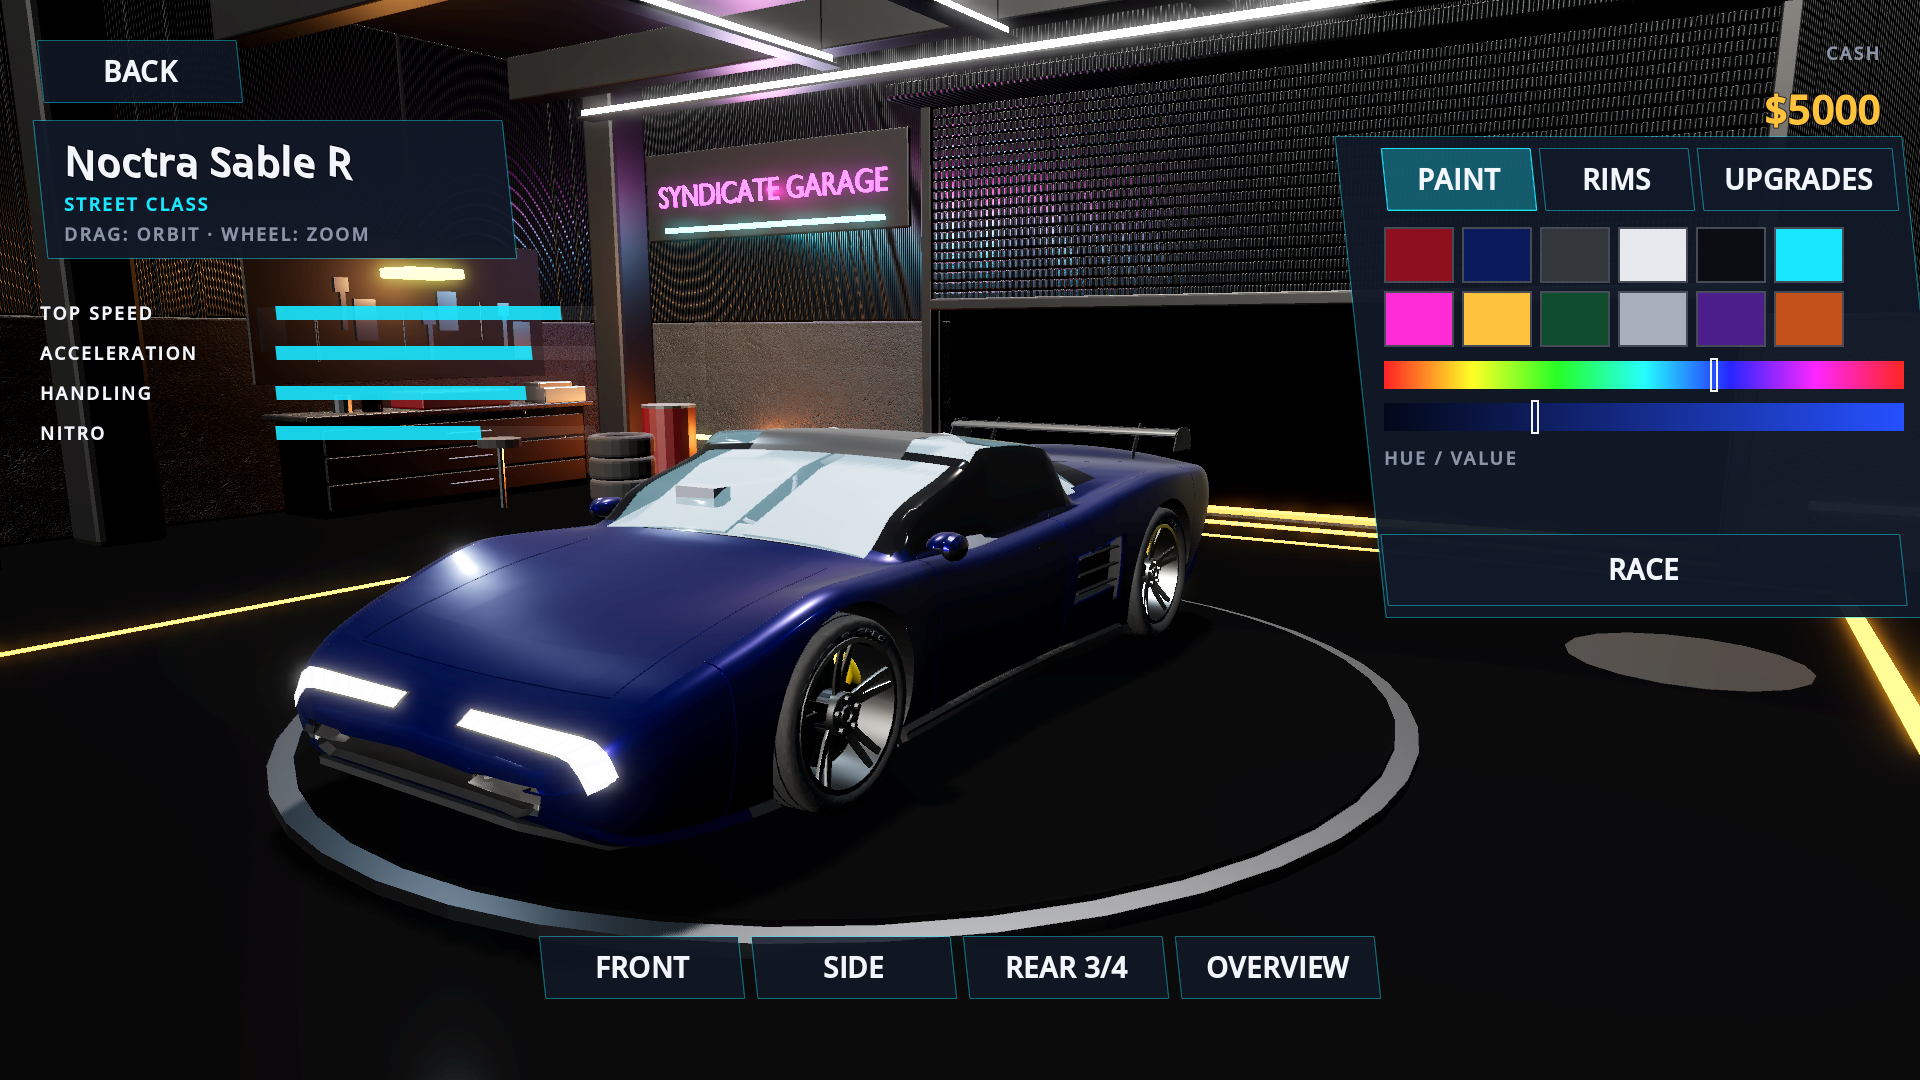 BACK
CASH
$5000
Noctra Sable R
STREET CLASS
DRAG: ORBIT · WHEEL: ZOOM
SYNDICATE GARAGE
PAINT
RIMS
UPGRADES
TOP SPEED
ACCELERATION
HANDLING
NITRO
HUE / VALUE
RACE
FRONT
SIDE
REAR 3/4
OVERVIEW